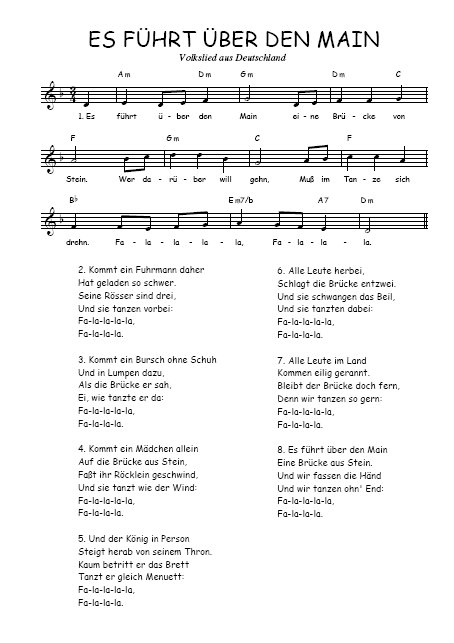 ES FÜHRT ÜBER DEN MAIN
Volkslied aus Deutschland
Am Dm Gm Dm C
1. Es führt ü - ber den Main ei - ne Brü - cke von
F Gm C F
Stein. Wer da - rü - ber will gehn, Muß im Tan - ze sich
Bb Em7/b A7 Dm
drehn. Fa - la - la - la - la, Fa - la - la - la.
2. Kommt ein Fuhrmann daher
Hat geladen so schwer.
Seine Rösser sind drei,
Und sie tanzen vorbei:
Fa-la-la-la-la,
Fa-la-la-la.
3. Kommt ein Bursch ohne Schuh
Und in Lumpen dazu,
Als die Brücke er sah,
Ei, wie tanzte er da:
Fa-la-la-la-la,
Fa-la-la-la.
4. Kommt ein Mädchen allein
Auf die Brücke aus Stein,
Faßt ihr Röcklein geschwind,
Und sie tanzt wie der Wind:
Fa-la-la-la-la,
Fa-la-la-la.
5. Und der König in Person
Steigt herab von seinem Thron.
Kaum betritt er das Brett
Tanzt er gleich Menuett:
Fa-la-la-la-la,
Fa-la-la-la.
6. Alle Leute herbei,
Schlagt die Brücke entzwei.
Und sie schwangen das Beil,
Und sie tanzten dabei:
Fa-la-la-la-la,
Fa-la-la-la.
7. Alle Leute im Land
Kommen eilig gerannt.
Bleibt der Brücke doch fern,
Denn wir tanzen so gern:
Fa-la-la-la-la,
Fa-la-la-la.
8. Es führt über den Main
Eine Brücke aus Stein.
Und wir fassen die Händ
Und wir tanzen ohn' End:
Fa-la-la-la-la,
Fa-la-la-la.